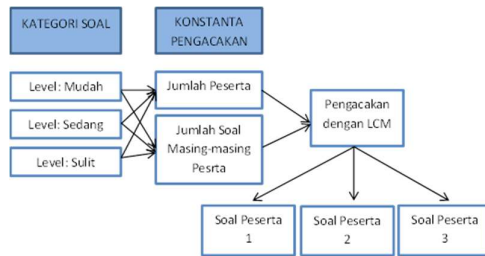 KATEGORI SOAL
KONSTANTA
PENGACAKAN
Level: Mudah
Level: Sedang
Level: Sulit
Jumlah Peserta
Jumlah Soal
Masing-masing
Pesrta
Pengacakan
dengan LCM
Soal Peserta
1
Soal Peserta
2
Soal Peserta
3